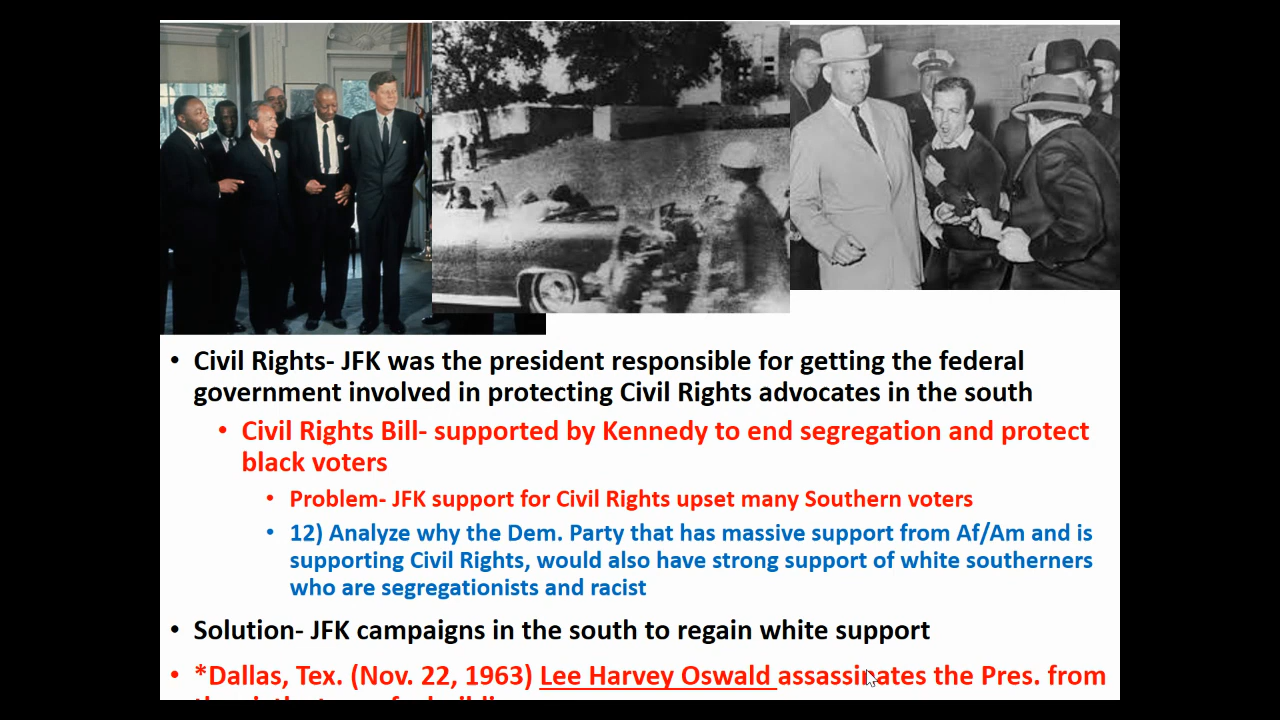 • Civil Rights- JFK was the president responsible for getting the federal
government involved in protecting Civil Rights advocates in the south
• Civil Rights Bill- supported by Kennedy to end segregation and protect
black voters
• Problem- JFK support for Civil Rights upset many Southern voters
• 12) Analyze why the Dem. Party that has massive support from Af/Am and is
supporting Civil Rights, would also have strong support of white southerners
who are segregationists and racist
• Solution- JFK campaigns in the south to regain white support
• *Dallas, Tex. (Nov. 22, 1963) Lee Harvey Oswald assassinates the Pres. from